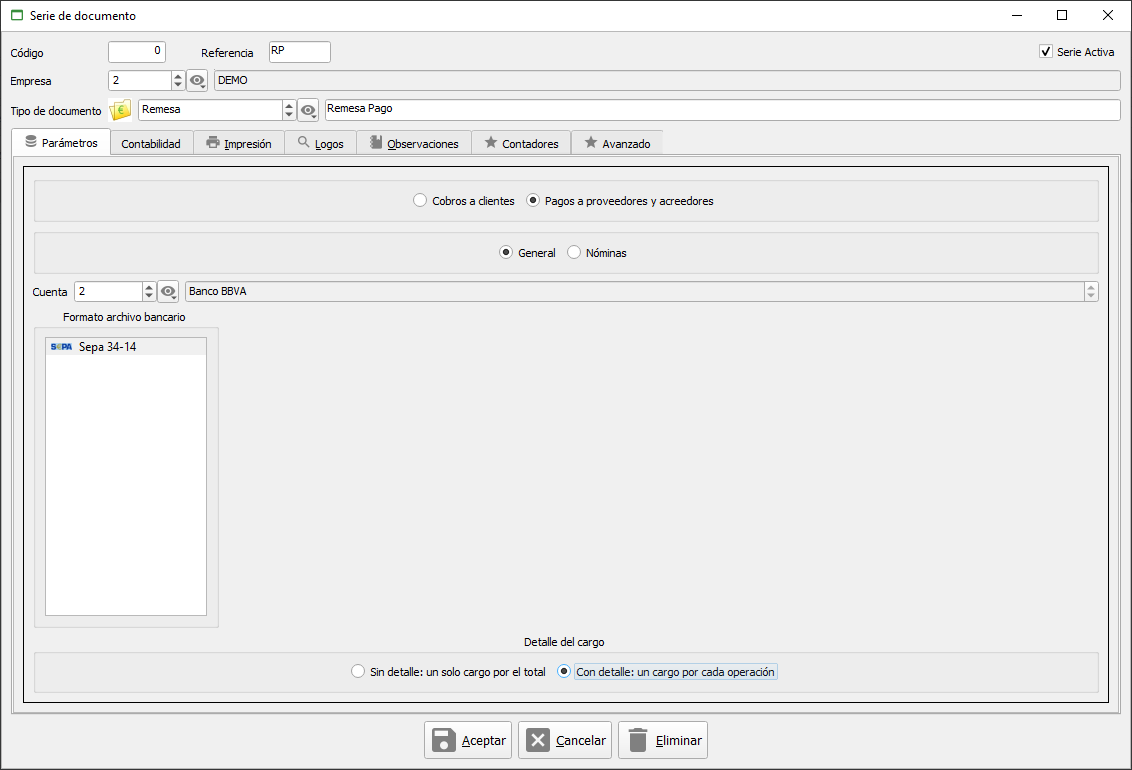 Serie de documento
Código 0 Referencia RP Serie Activa
Empresa 2 DEMO
Tipo de documento Remesa Remesa Pago
Parámetros Contabilidad Impresión Logos Observaciones Contadores Avanzado
Cobros a clientes Pagos a proveedores y acreedores
General Nóminas
Cuenta 2 Banco BBVA
Formato archivo bancario
SEPA Sepa 34-14
Detalle del cargo
Sin detalle: un solo cargo por el total Con detalle: un cargo por cada operación
Aceptar Cancelar Eliminar